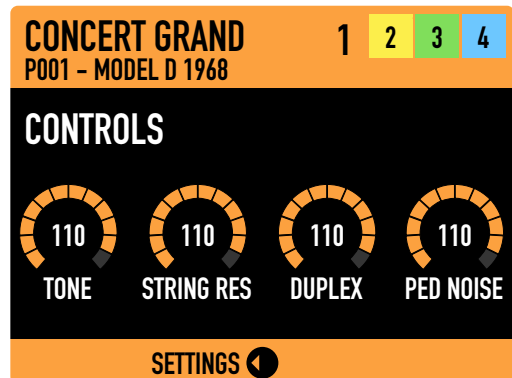 CONCERT GRAND 1 2 3 4
P001 – MODEL D 1968
CONTROLS
110 110 110 110
TONE STRING RES DUPLEX PED NOISE
SETTINGS